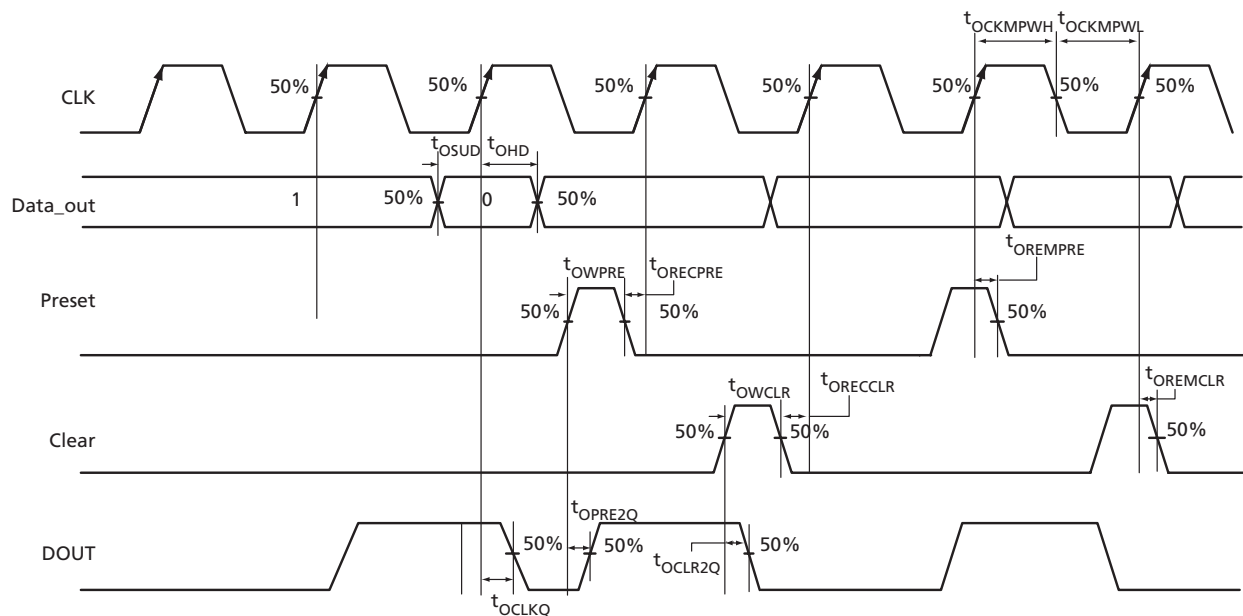 tOCKMPWH tOCKMPWL
CLK 50% 50% 50% 50% 50% 50% 50%
tOSUD tOHD
Data_out 1 50% 0 50%
tOREMPRE
tOWPRE tORECPRE
Preset 50% 50% 50%
tOWCLR tORECCLR tOREMCLR
Clear 50% 50% 50%
tOPRE2Q
DOUT 50% 50% 50%
tOCLR2Q
tOCLKQ